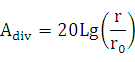 A_div = 20Lg(r/r_0)